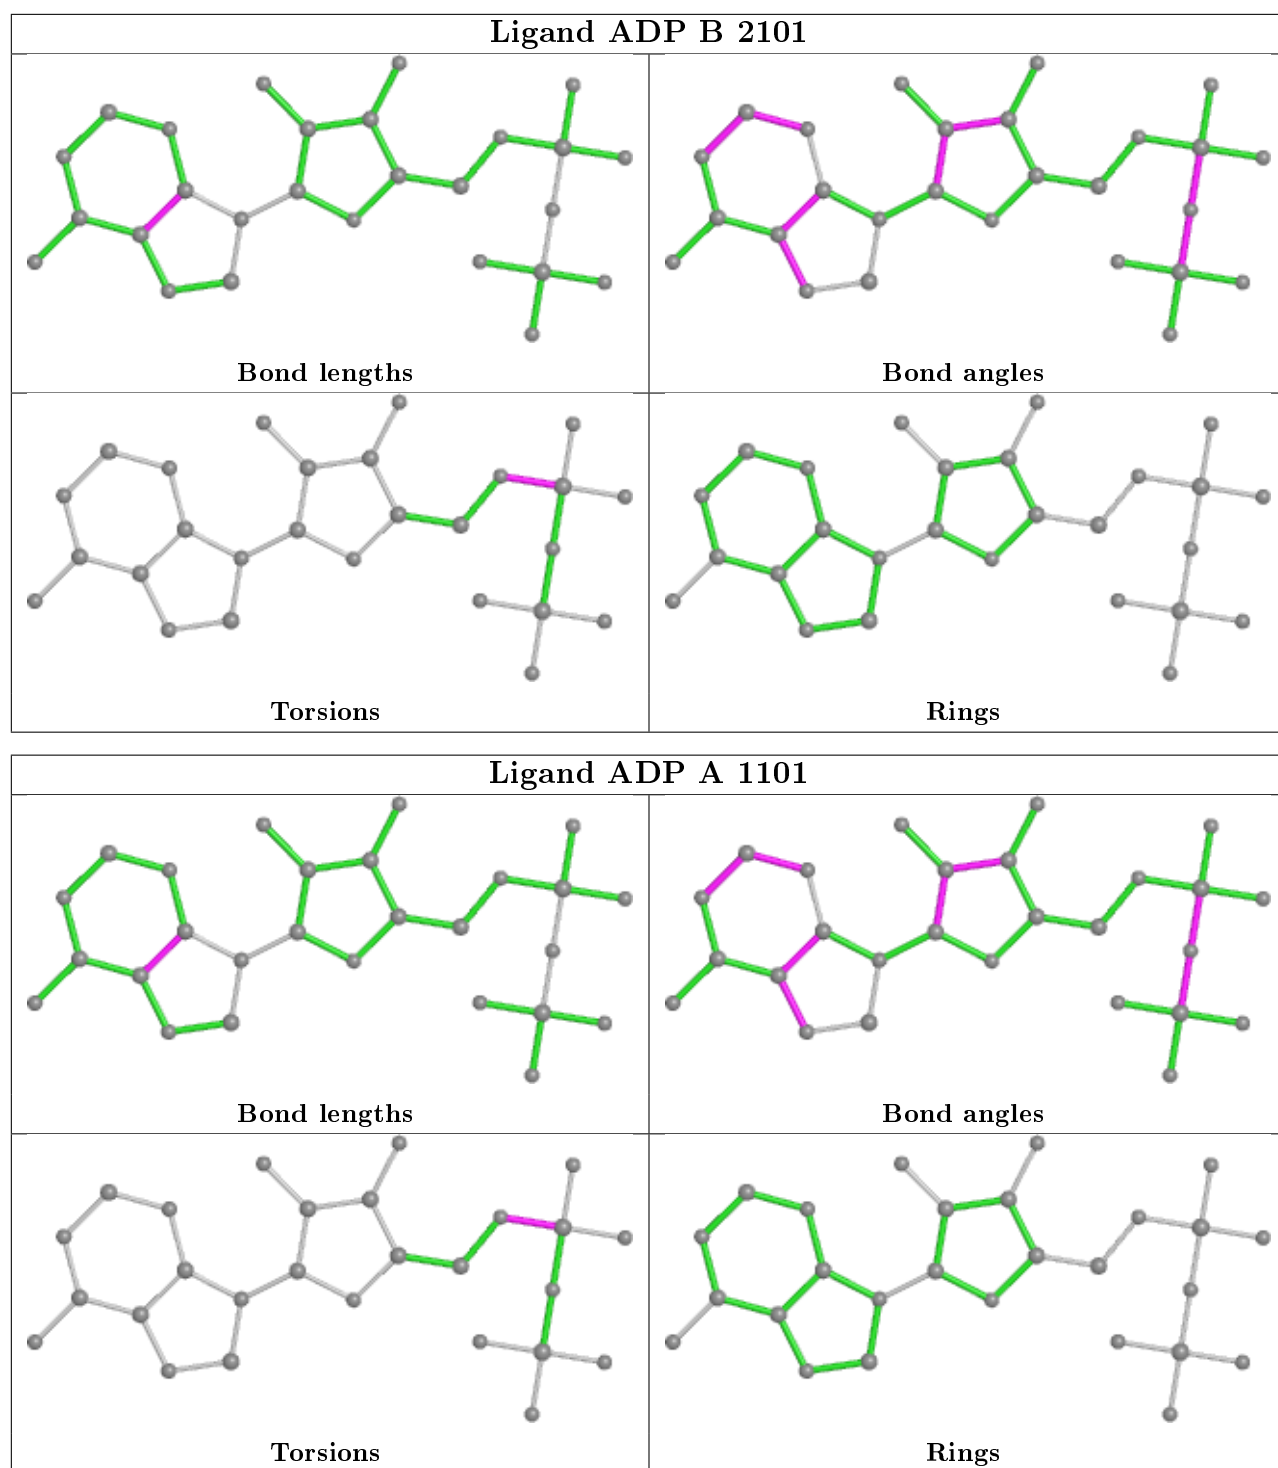 Ligand ADP B 2101
Bond lengths
Bond angles
Torsions
Rings
Ligand ADP A 1101
Bond lengths
Bond angles
Torsions
Rings